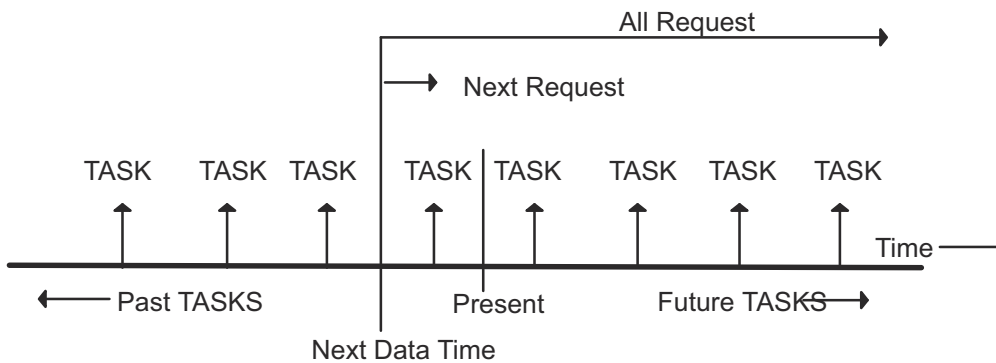 All Request
Next Request
TASK TASK TASK TASK TASK TASK TASK TASK
Time
Past TASKS Present Future TASKS
Next Data Time